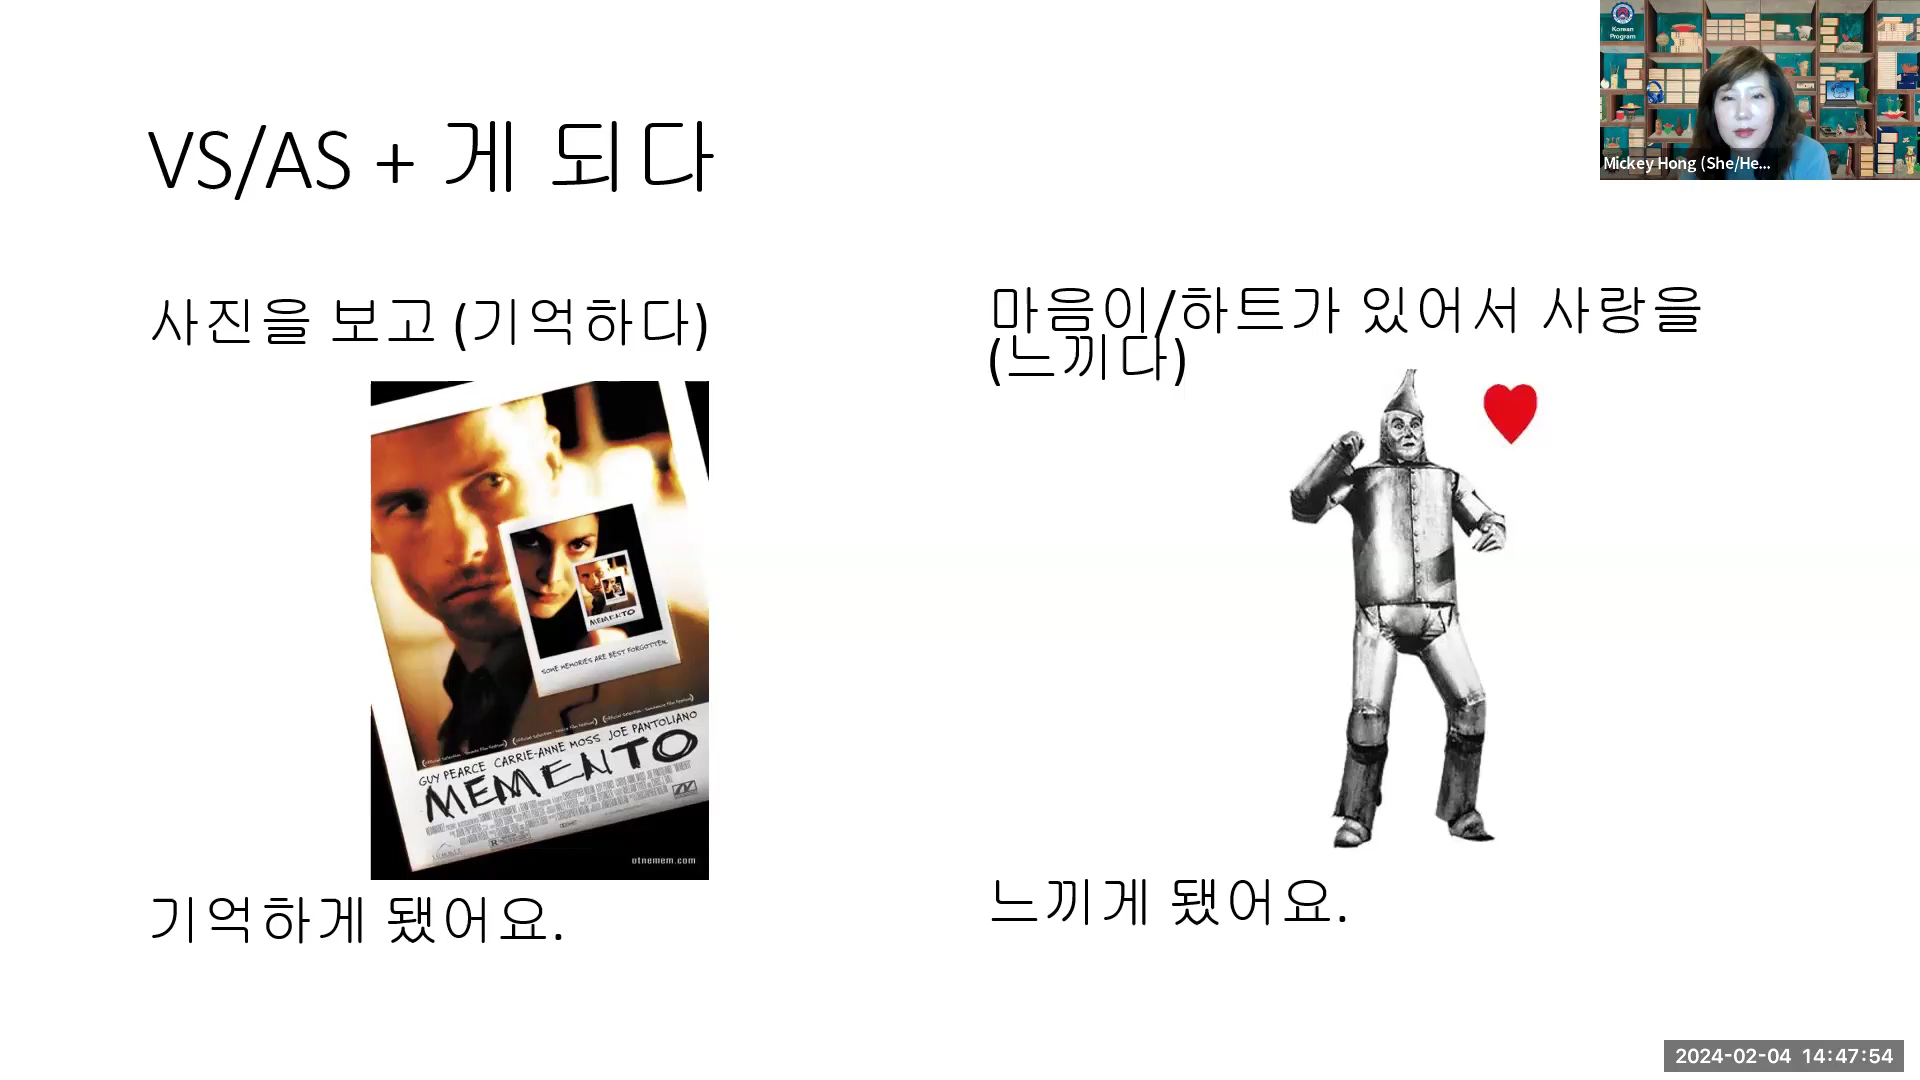 Korean
Program
Mickey Hong (She/He...
VS/AS + 게 되다
사진을 보고 (기억하다)
마음이/하트가 있어서 사랑을
(느끼다)
MEMENTO
SOME MEMORIES ARE BEST FORGOTTEN.
GUY PEARCE CARRIE-ANNE MOSS JOE PANTOLIANO
MEMENTO
R
otnemem.com
기억하게 됐어요.
느끼게 됐어요.
2024-02-04 14:47:54